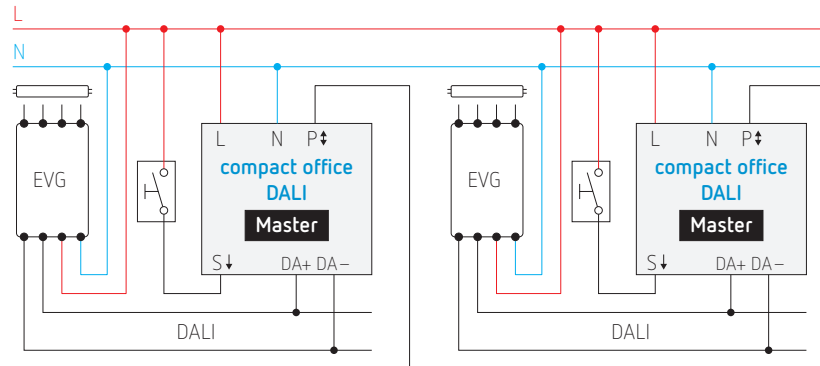 L
N
L N P
compact office
DALI
Master
S DA+ DA–
EVG
DALI
L N P
compact office
DALI
Master
S DA+ DA–
EVG
DALI